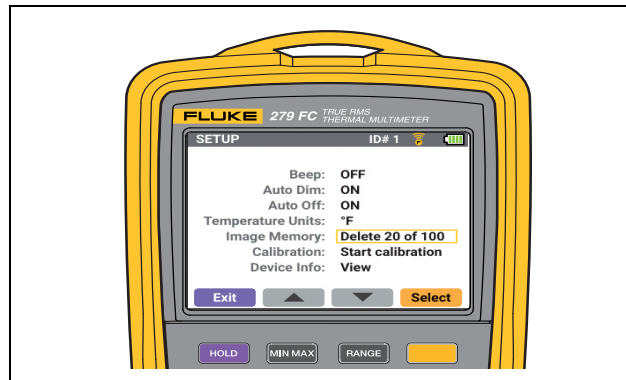 FLUKE 279 FC TRUE RMS
THERMAL MULTIMETER
SETUP ID# 1
Beep: OFF
Auto Dim: ON
Auto Off: ON
Temperature Units: °F
Image Memory: Delete 20 of 100
Calibration: Start calibration
Device Info: View
Exit Select
HOLD MIN MAX RANGE